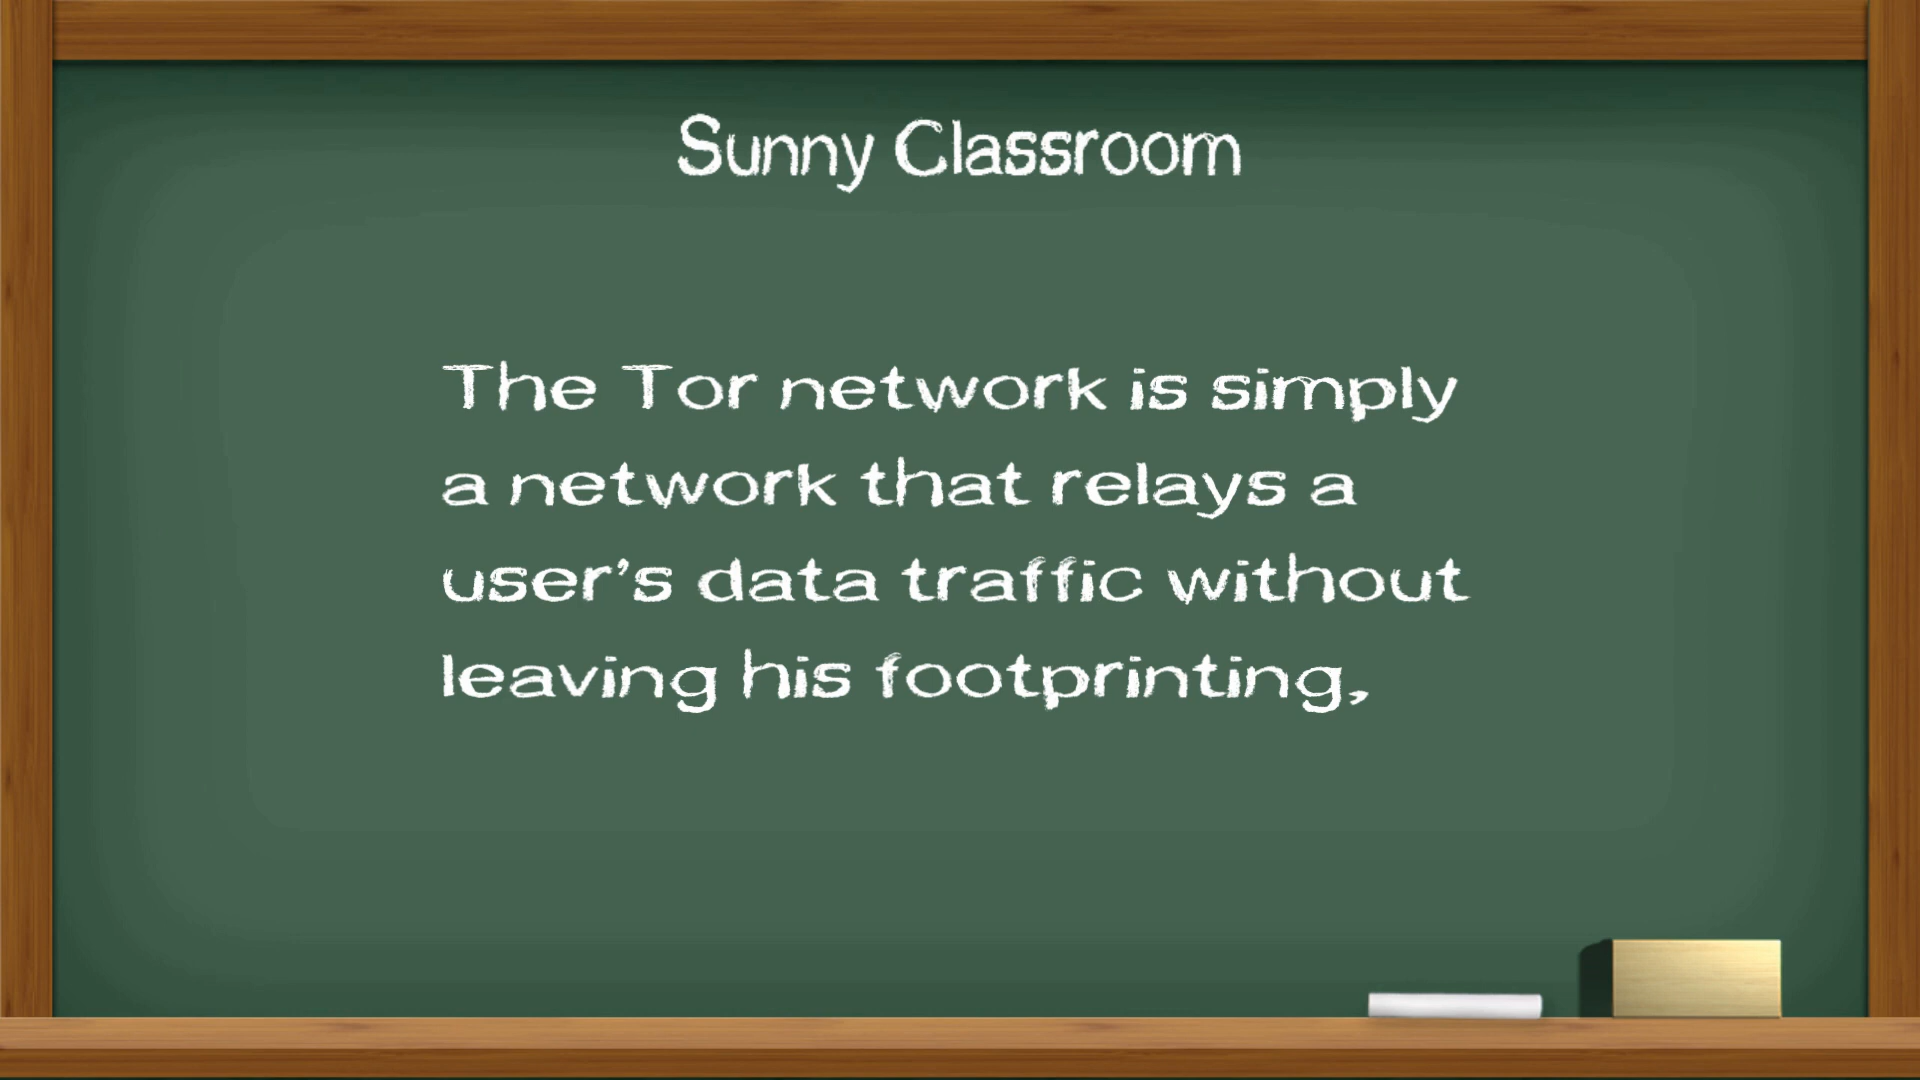 Sunny Classroom
The Tor network is simply
a network that relays a
user’s data traffic without
leaving his footprinting,